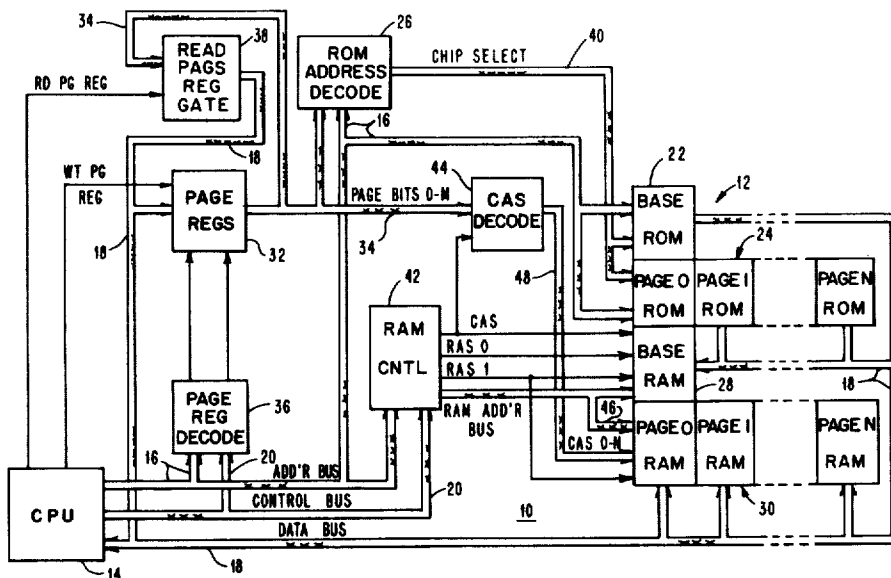 34
38
26
READ
PAGS
REG
GATE
ROM
ADDRESS
DECODE
CHIP SELECT
40
RD PG REG
16
18
WT PG
REG
PAGE
REGS
32
PAGE BITS 0-M
34
44
CAS
DECODE
22
12
BASE
ROM
24
18
48
42
PAGE 0
ROM
PAGE 1
ROM
PAGE N
ROM
RAM
CNTL
CAS
RAS 0
RAS 1
BASE
RAM
28
18
PAGE
REG
DECODE
36
RAM ADD'R
BUS
46
CAS 0-N
PAGE 0
RAM
PAGE 1
RAM
PAGE N
RAM
16
20
ADD'R BUS
20
30
CPU
CONTROL BUS
DATA BUS
10
14
18
18